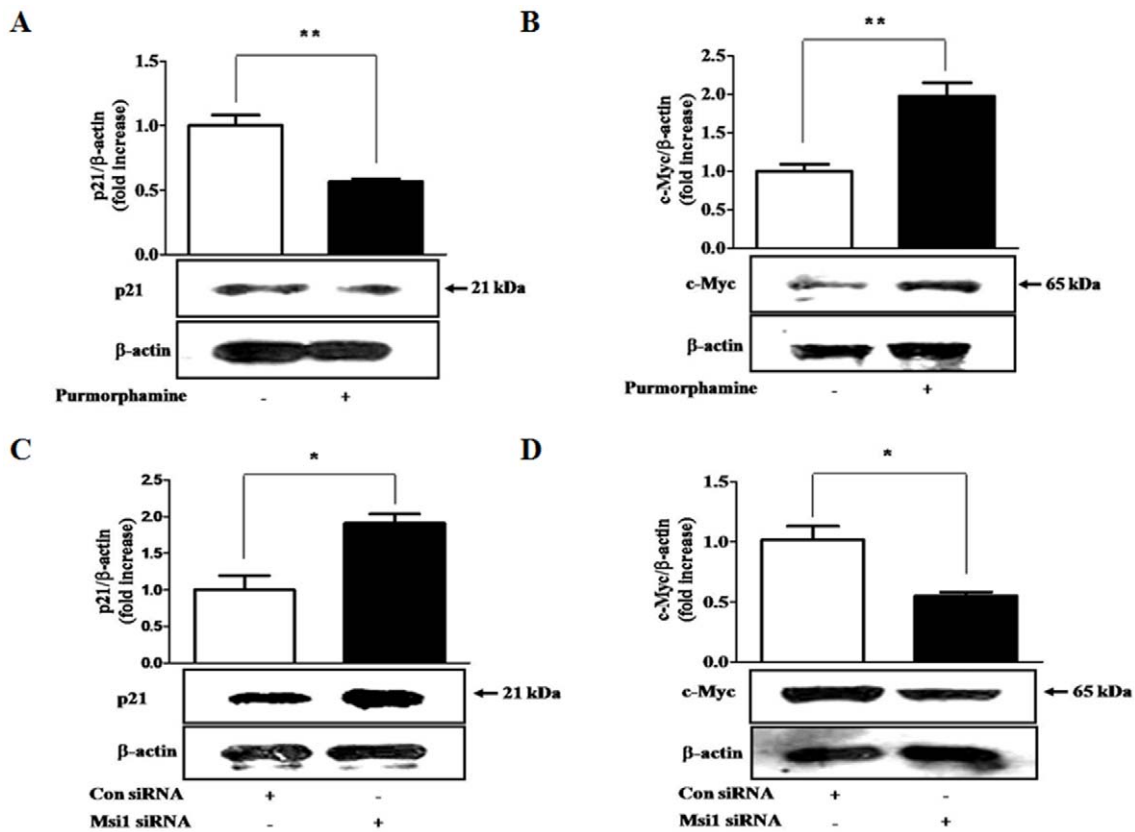 A
**
1.5
1.0
0.5
0.0
p21/β-actin
(fold increase)
p21
21 kDa
β-actin
Purmorphamine - +
B
**
2.5
2.0
1.5
1.0
0.5
0.0
c-Myc/β-actin
(fold increase)
c-Myc
65 kDa
β-actin
Purmorphamine - +
C
*
2.5
2.0
1.5
1.0
0.5
0.0
p21/β-actin
(fold increase)
p21
21 kDa
β-actin
Con siRNA + -
Msi1 siRNA - +
D
*
1.5
1.0
0.5
0.0
c-Myc/β-actin
(fold increase)
c-Myc
65 kDa
β-actin
Con siRNA + -
Msi1 siRNA - +